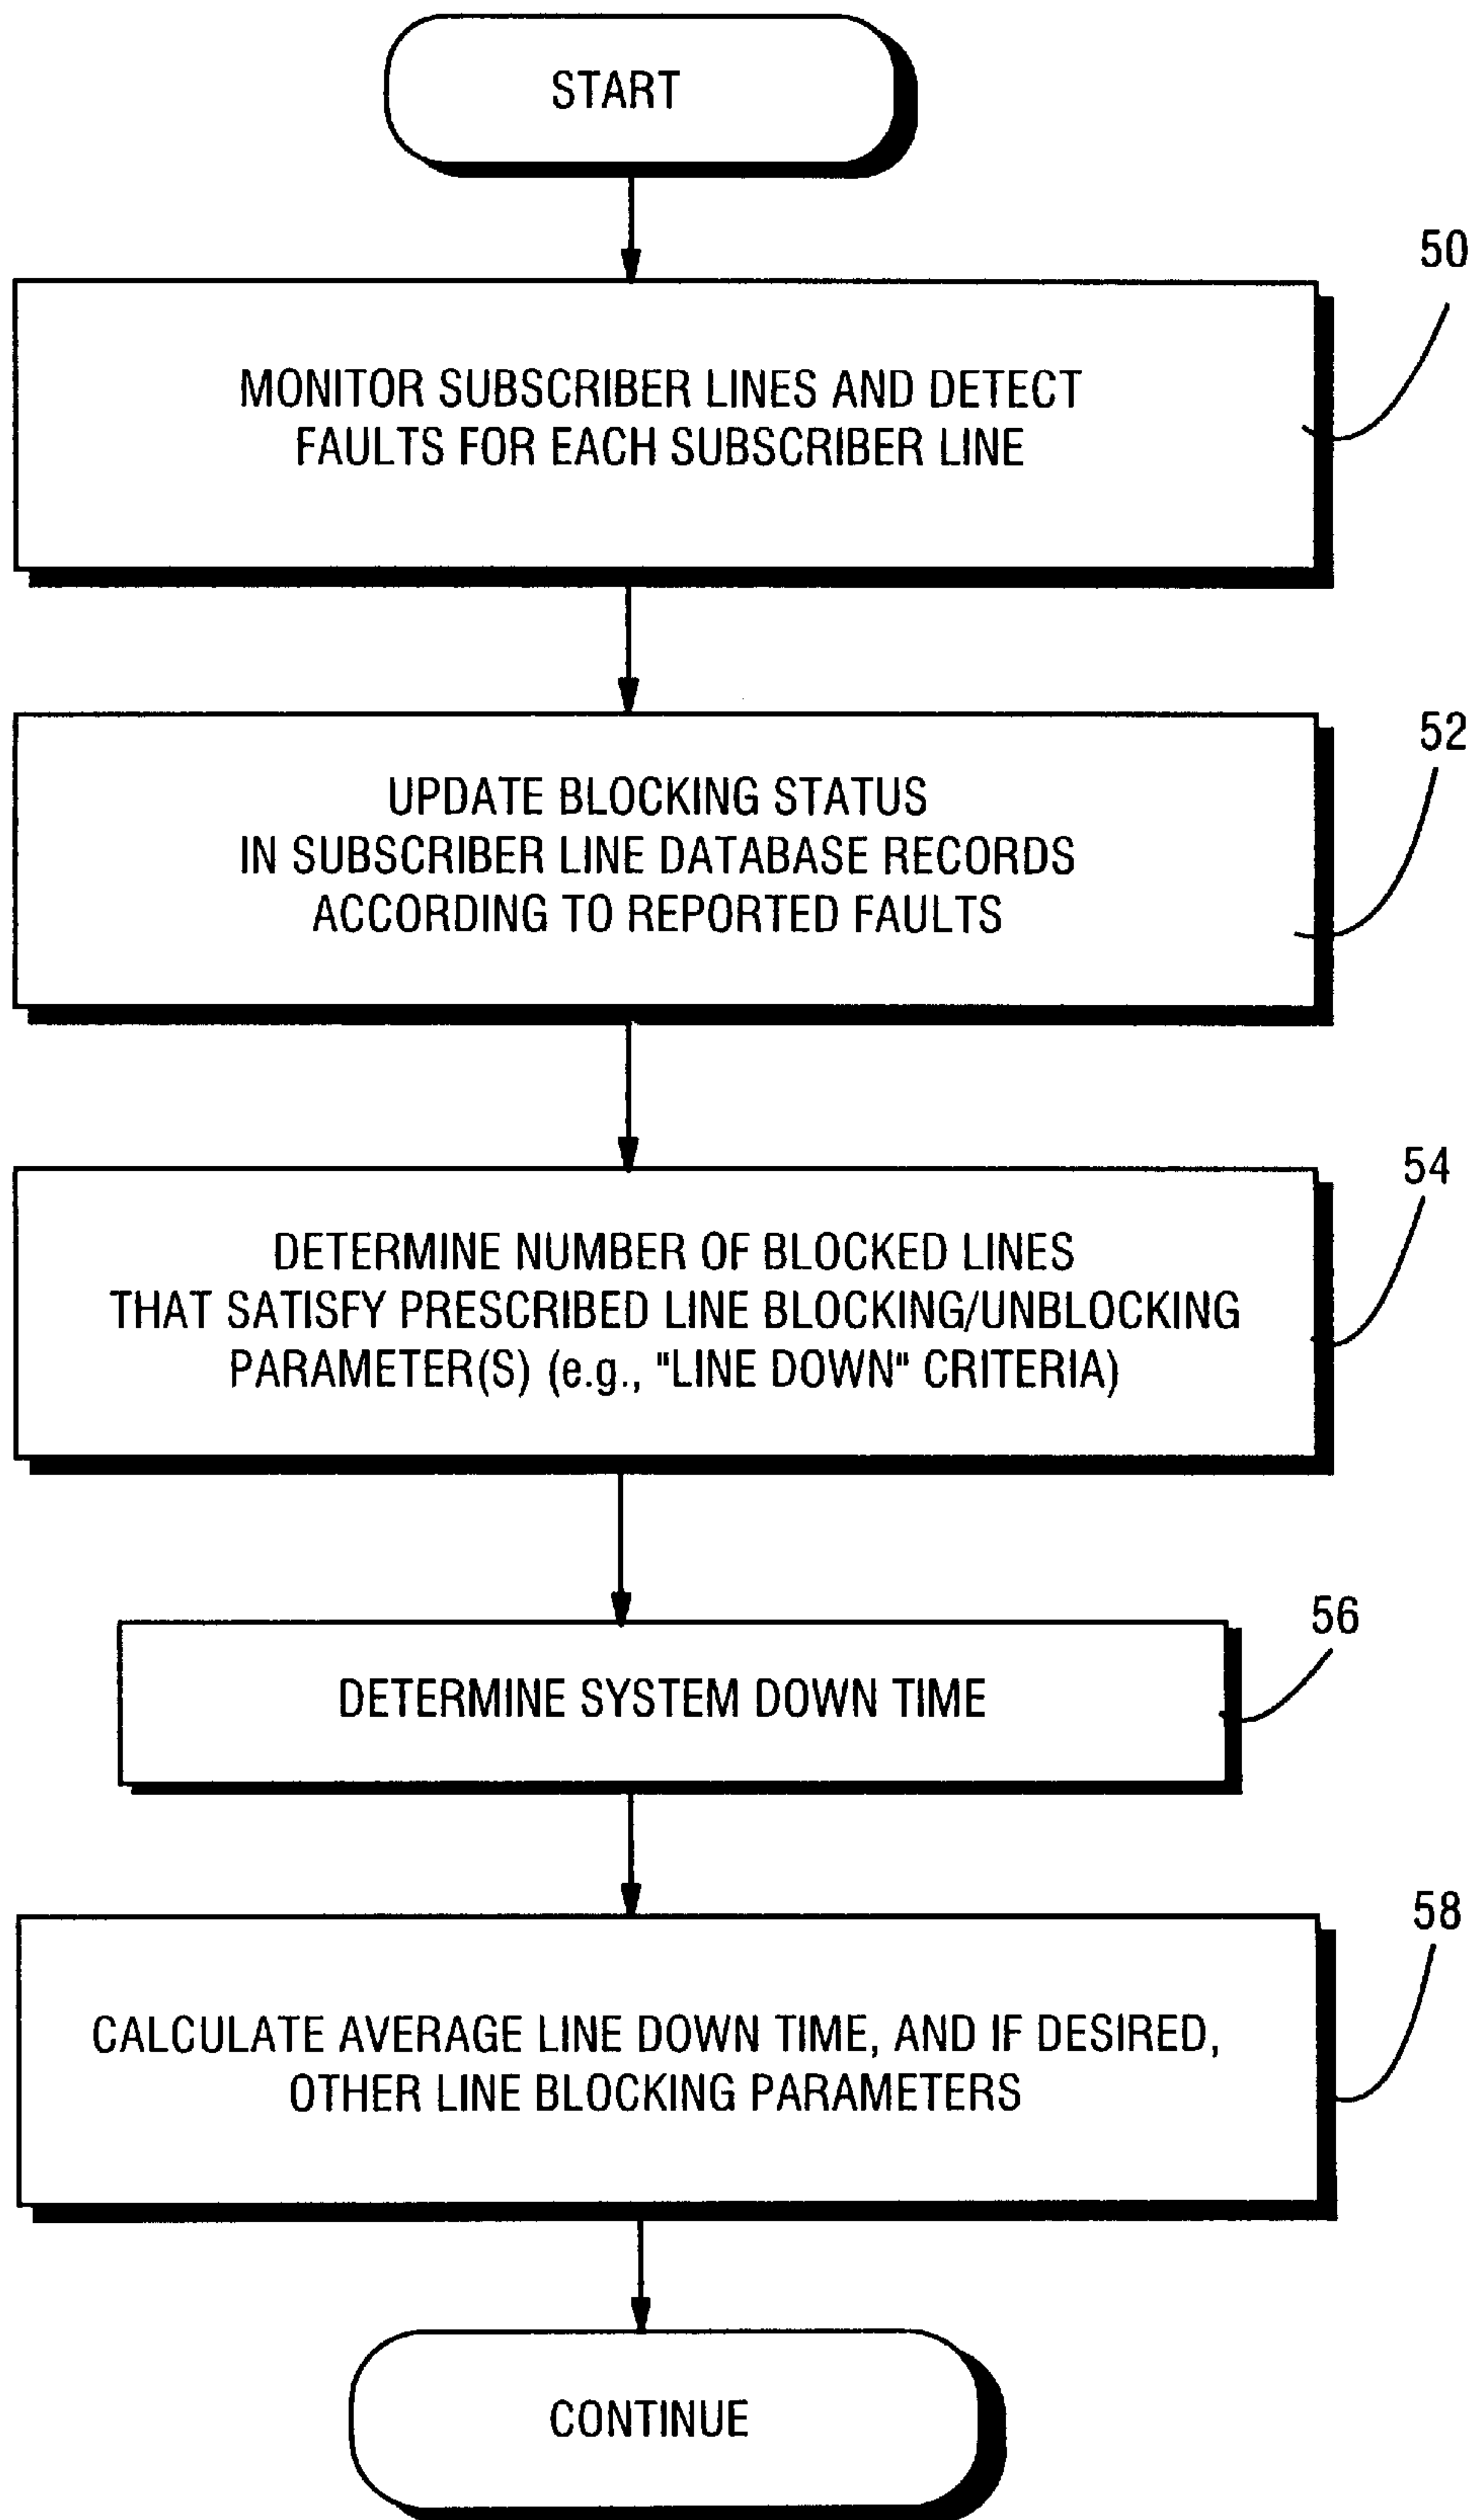 START
50
MONITOR SUBSCRIBER LINES AND DETECT
FAULTS FOR EACH SUBSCRIBER LINE
52
UPDATE BLOCKING STATUS
IN SUBSCRIBER LINE DATABASE RECORDS
ACCORDING TO REPORTED FAULTS
54
DETERMINE NUMBER OF BLOCKED LINES
THAT SATISFY PRESCRIBED LINE BLOCKING/UNBLOCKING
PARAMETER(S) (e.g., "LINE DOWN" CRITERIA)
56
DETERMINE SYSTEM DOWN TIME
58
CALCULATE AVERAGE LINE DOWN TIME, AND IF DESIRED,
OTHER LINE BLOCKING PARAMETERS
CONTINUE